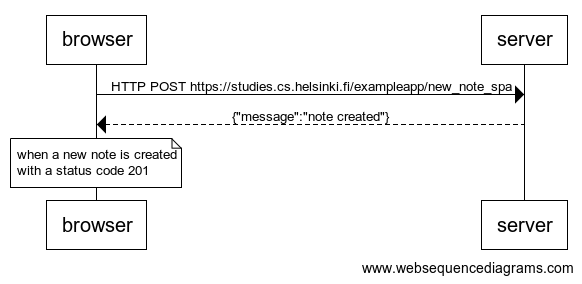 browser
server
HTTP POST https://studies.cs.helsinki.fi/exampleapp/new_note_spa
{"message":"note created"}
when a new note is created
with a status code 201
browser
server
www.websequencediagrams.com